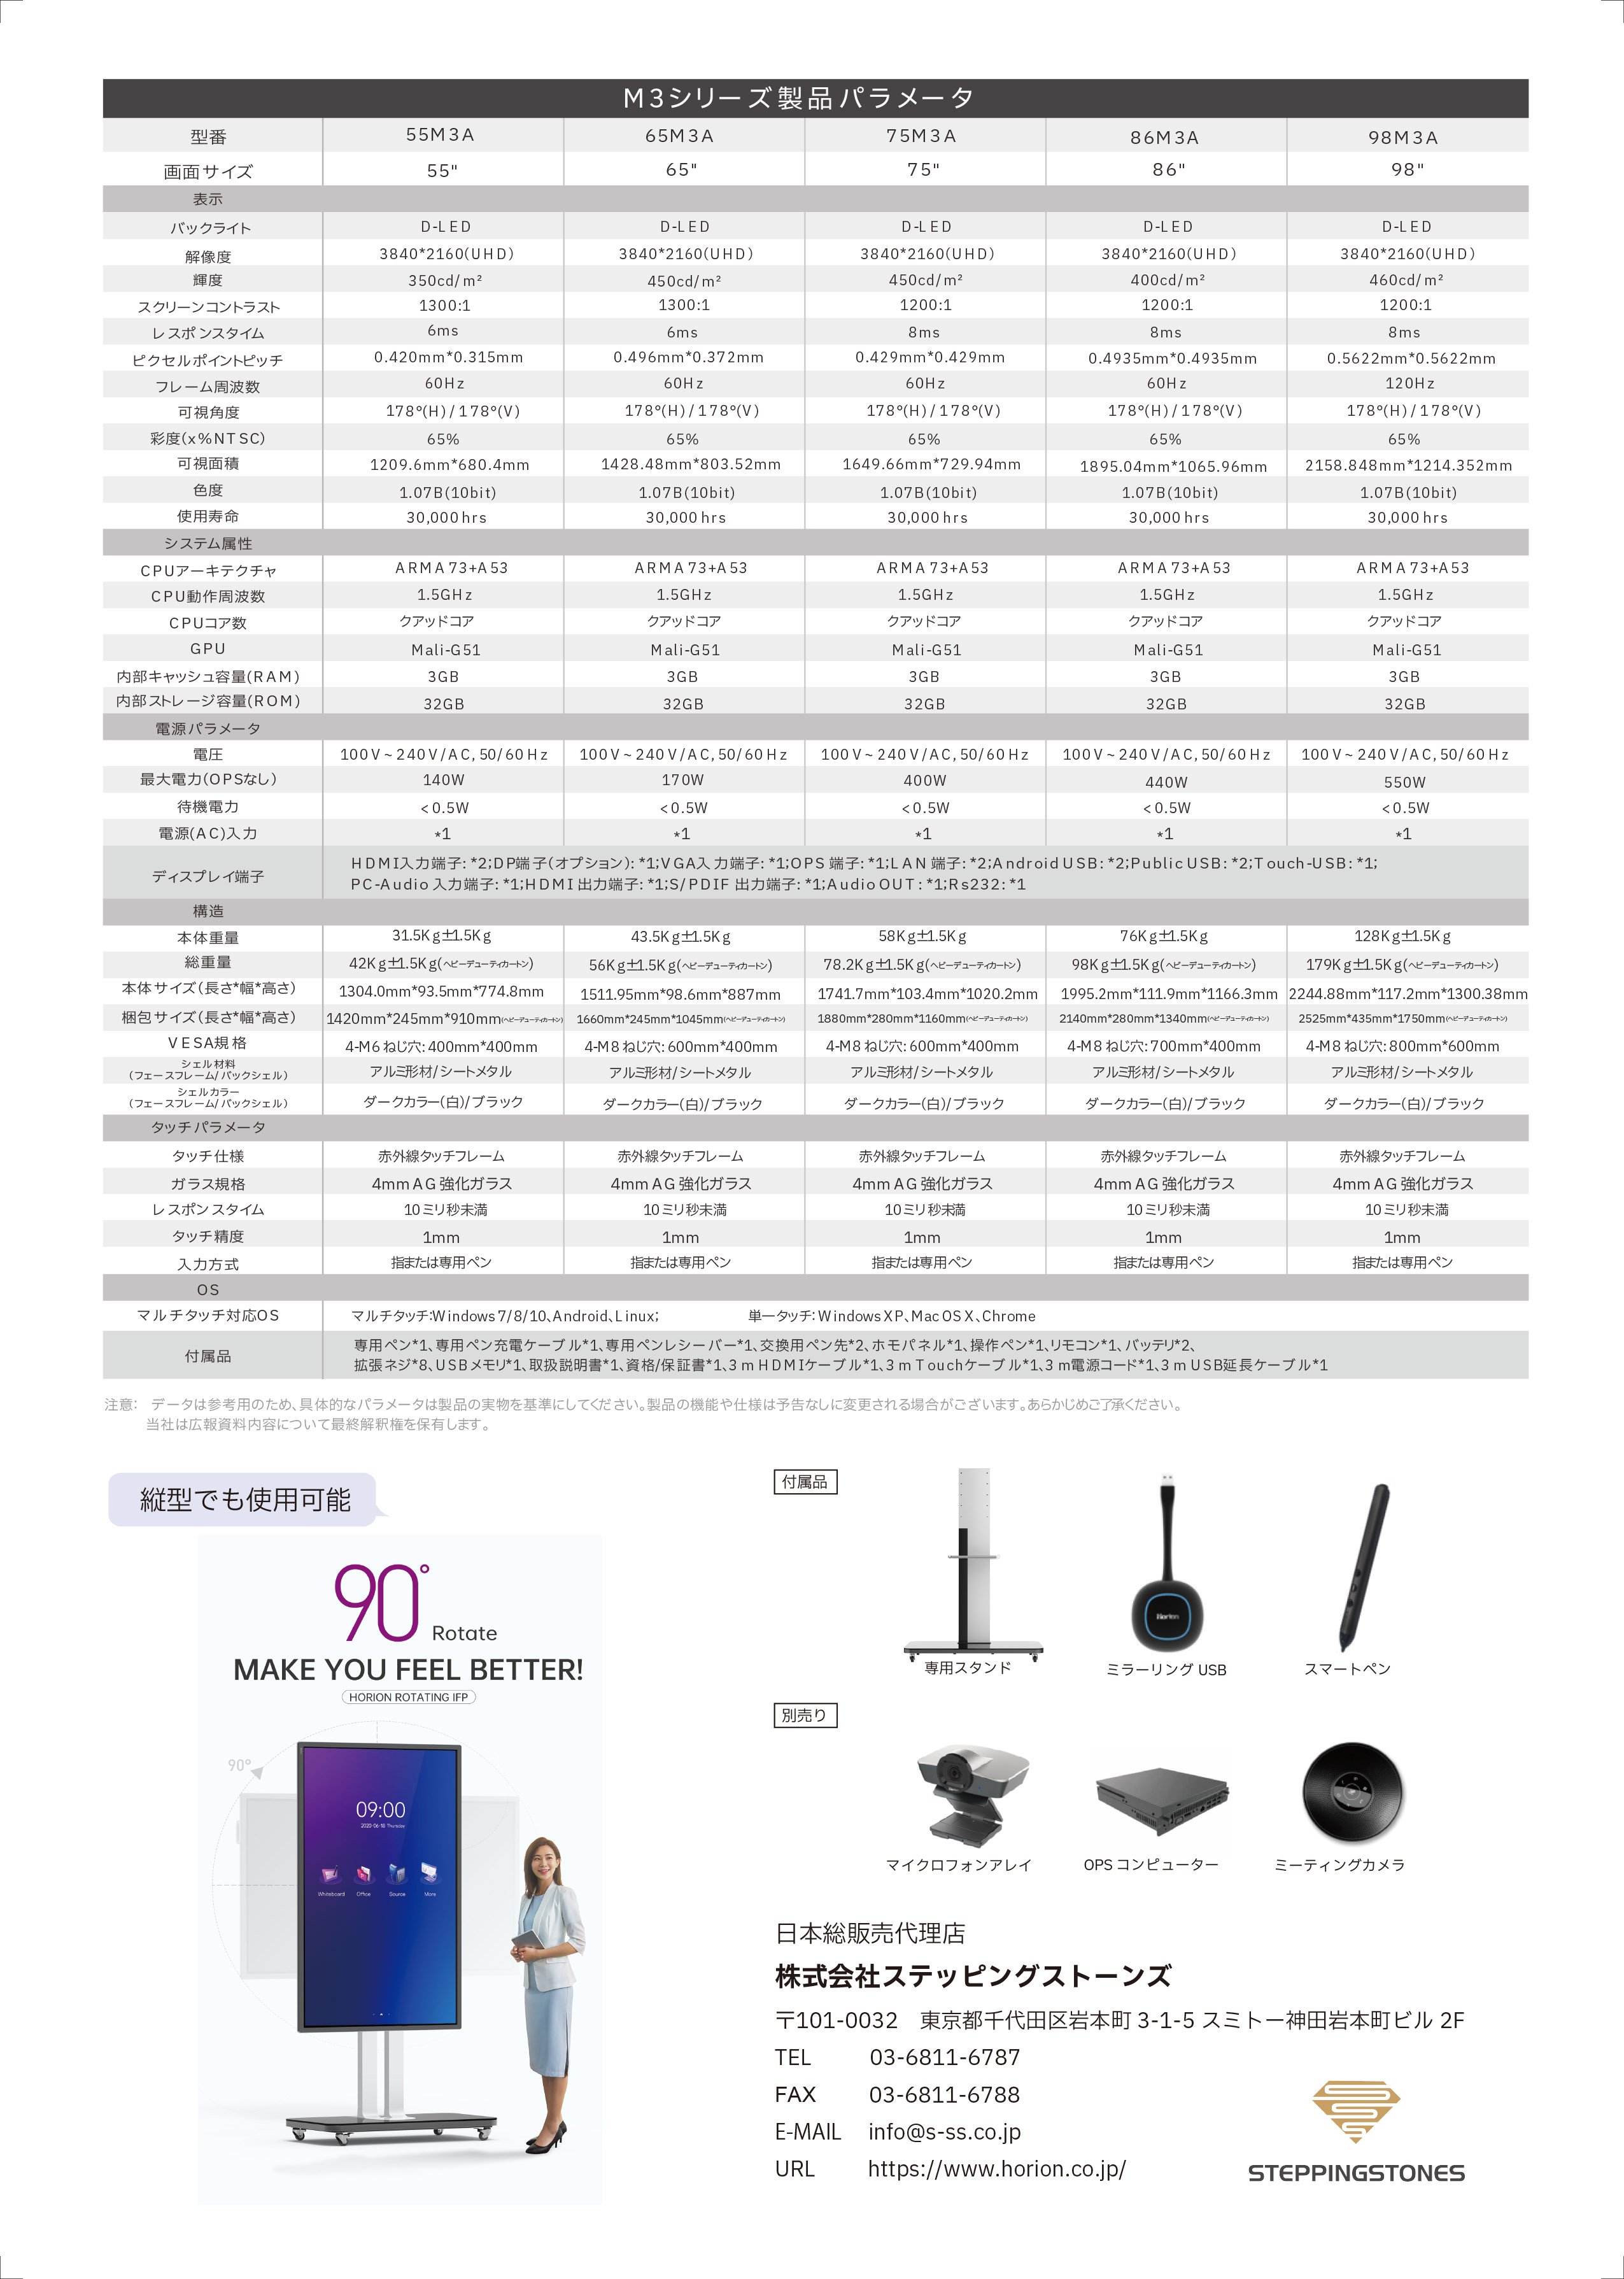 M3シリーズ製品パラメータ
型番 55M3A 65M3A 75M3A 86M3A 98M3A
画面サイズ 55" 65" 75" 86" 98"
表示
バックライト D-LED D-LED D-LED D-LED D-LED
解像度 3840*2160(UHD) 3840*2160(UHD) 3840*2160(UHD) 3840*2160(UHD) 3840*2160(UHD)
輝度 350cd/m² 450cd/m² 450cd/m² 400cd/m² 460cd/m²
スクリーンコントラスト 1300:1 1300:1 1200:1 1200:1 1200:1
レスポンスタイム 6ms 6ms 8ms 8ms 8ms
ピクセルポイントピッチ 0.420mm*0.315mm 0.496mm*0.372mm 0.429mm*0.429mm 0.4935mm*0.4935mm 0.5622mm*0.5622mm
フレーム周波数 60Hz 60Hz 60Hz 60Hz 120Hz
可視角度 178°(H)/178°(V) 178°(H)/178°(V) 178°(H)/178°(V) 178°(H)/178°(V) 178°(H)/178°(V)
彩度(x%NTSC) 65% 65% 65% 65% 65%
可視面積 1209.6mm*680.4mm 1428.48mm*803.52mm 1649.66mm*729.94mm 1895.04mm*1065.96mm 2158.848mm*1214.352mm
色度 1.07B(10bit) 1.07B(10bit) 1.07B(10bit) 1.07B(10bit) 1.07B(10bit)
使用寿命 30,000hrs 30,000hrs 30,000hrs 30,000hrs 30,000hrs
システム属性
CPUアーキテクチャ ARMA73+A53 ARMA73+A53 ARMA73+A53 ARMA73+A53 ARMA73+A53
CPU動作周波数 1.5GHz 1.5GHz 1.5GHz 1.5GHz 1.5GHz
CPUコア数 クアッドコア クアッドコア クアッドコア クアッドコア クアッドコア
GPU Mali-G51 Mali-G51 Mali-G51 Mali-G51 Mali-G51
内部キャッシュ容量(RAM) 3GB 3GB 3GB 3GB 3GB
内部ストレージ容量(ROM) 32GB 32GB 32GB 32GB 32GB
電源パラメータ
電圧 100V~240V/AC,50/60Hz 100V~240V/AC,50/60Hz 100V~240V/AC,50/60Hz 100V~240V/AC,50/60Hz 100V~240V/AC,50/60Hz
最大電力(OPSなし) 140W 170W 400W 440W 550W
待機電力 <0.5W <0.5W <0.5W <0.5W <0.5W
電源(AC)入力 *1 *1 *1 *1 *1
ディスプレイ端子 HDMI入力端子:*2;DP端子(オプション):*1;VGA入力端子:*1;OPS端子:*1;LAN端子:*2;Android USB:*2;Public USB:*2;Touch-USB:*1;
PC-Audio入力端子:*1;HDMI出力端子:*1;S/PDIF出力端子:*1;Audio OUT:*1;Rs232:*1
構造
本体重量 31.5Kg±1.5Kg 43.5Kg±1.5Kg 58Kg±1.5Kg 76Kg±1.5Kg 128Kg±1.5Kg
総重量 42Kg±1.5Kg(ヘビーデューティカートン) 56Kg±1.5Kg(ヘビーデューティカートン) 78.2Kg±1.5Kg(ヘビーデューティカートン) 98Kg±1.5Kg(ヘビーデューティカートン) 179Kg±1.5Kg(ヘビーデューティカートン)
本体サイズ(長さ*幅*高さ) 1304.0mm*93.5mm*774.8mm 1511.95mm*98.6mm*887mm 1741.7mm*103.4mm*1020.2mm 1995.2mm*111.9mm*1166.3mm 2244.88mm*117.2mm*1300.38mm
梱包サイズ(長さ*幅*高さ) 1420mm*245mm*910mm(ヘビーデューティカートン) 1660mm*245mm*1045mm(ヘビーデューティカートン) 1880mm*280mm*1160mm(ヘビーデューティカートン) 2140mm*280mm*1340mm(ヘビーデューティカートン) 2525mm*435mm*1750mm(ヘビーデューティカートン)
VESA規格 4-M6ねじ穴:400mm*400mm 4-M8ねじ穴:600mm*400mm 4-M8ねじ穴:600mm*400mm 4-M8ねじ穴:700mm*400mm 4-M8ねじ穴:800mm*600mm
シェル材料
(フェースフレーム/バックシェル) アルミ形材/シートメタル アルミ形材/シートメタル アルミ形材/シートメタル アルミ形材/シートメタル アルミ形材/シートメタル
シェルカラー
(フェースフレーム/バックシェル) ダークカラー(白)/ブラック ダークカラー(白)/ブラック ダークカラー(白)/ブラック ダークカラー(白)/ブラック ダークカラー(白)/ブラック
タッチパラメータ
タッチ仕様 赤外線タッチフレーム 赤外線タッチフレーム 赤外線タッチフレーム 赤外線タッチフレーム 赤外線タッチフレーム
ガラス規格 4mmAG強化ガラス 4mmAG強化ガラス 4mmAG強化ガラス 4mmAG強化ガラス 4mmAG強化ガラス
レスポンスタイム 10ミリ秒未満 10ミリ秒未満 10ミリ秒未満 10ミリ秒未満 10ミリ秒未満
タッチ精度 1mm 1mm 1mm 1mm 1mm
入力方式 指または専用ペン 指または専用ペン 指または専用ペン 指または専用ペン 指または専用ペン
OS
マルチタッチ対応OS マルチタッチ:Windows7/8/10、Android、Linux; 単一タッチ:WindowsXP、Mac OS X、Chrome
付属品 専用ペン*1、専用ペン充電ケーブル*1、専用ペンレシーバー*1、交換用ペン先*2、ホモパネル*1、操作ペン*1、リモコン*1、バッテリ*2、
拡張ネジ*8、USBメモリ*1、取扱説明書*1、資格/保証書*1、3mHDMIケーブル*1、3mTouchケーブル*1、3m電源コード*1、3mUSB延長ケーブル*1
注意: データは参考用のため、具体的なパラメータは製品の実物を基準にしてください。製品の機能や仕様は予告なしに変更される場合がございます。あらかじめご了承ください。
当社は広報資料内容について最終解釈権を保有します。
縦型でも使用可能
90° Rotate
MAKE YOU FEEL BETTER!
HORION ROTATING IFP
90°
09:00
2020-06-18 Thursday
Whiteboard Office Source More
付属品
Horion
専用スタンド ミラーリング USB スマートペン
別売り
マイクロフォンアレイ OPS コンピューター ミーティングカメラ
日本総販売代理店
株式会社ステッピングストーンズ
〒101-0032 東京都千代田区岩本町 3-1-5 スミトー神田岩本町ビル 2F
TEL 03-6811-6787
FAX 03-6811-6788
E-MAIL info@s-ss.co.jp
URL https://www.horion.co.jp/
STEPPINGSTONES